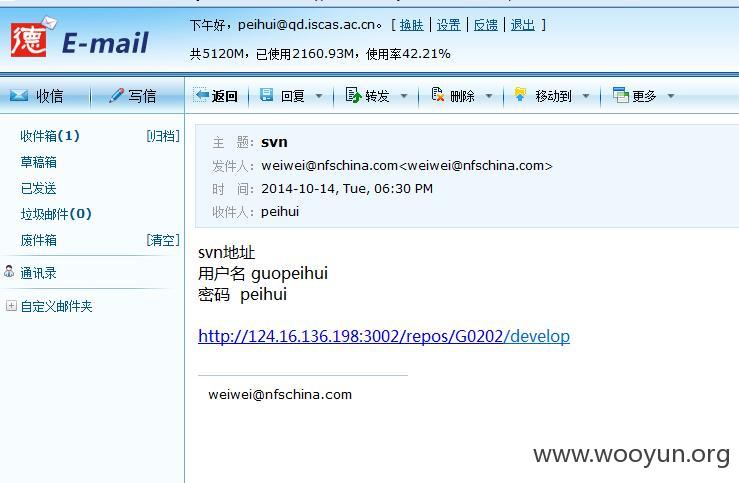 德 E-mail
下午好，peihui@qd.iscas.ac.cn。 [ 换肤 | 设置 | 反馈 | 退出 ]
共5120M，已使用2160.93M，使用率42.21%
收信 写信 返回 回复 转发 删除 移动到 更多
收件箱(1) [归档]
草稿箱
已发送
垃圾邮件(0)
废件箱 [清空]
通讯录
自定义邮件夹
主 题： svn
发件人： weiwei@nfschina.com<weiwei@nfschina.com>
时 间： 2014-10-14, Tue, 06:30 PM
收件人： peihui
svn地址
用户名 guopeihui
密码 peihui
http://124.16.136.198:3002/repos/G0202/develop
weiwei@nfschina.com
www.wooyun.org